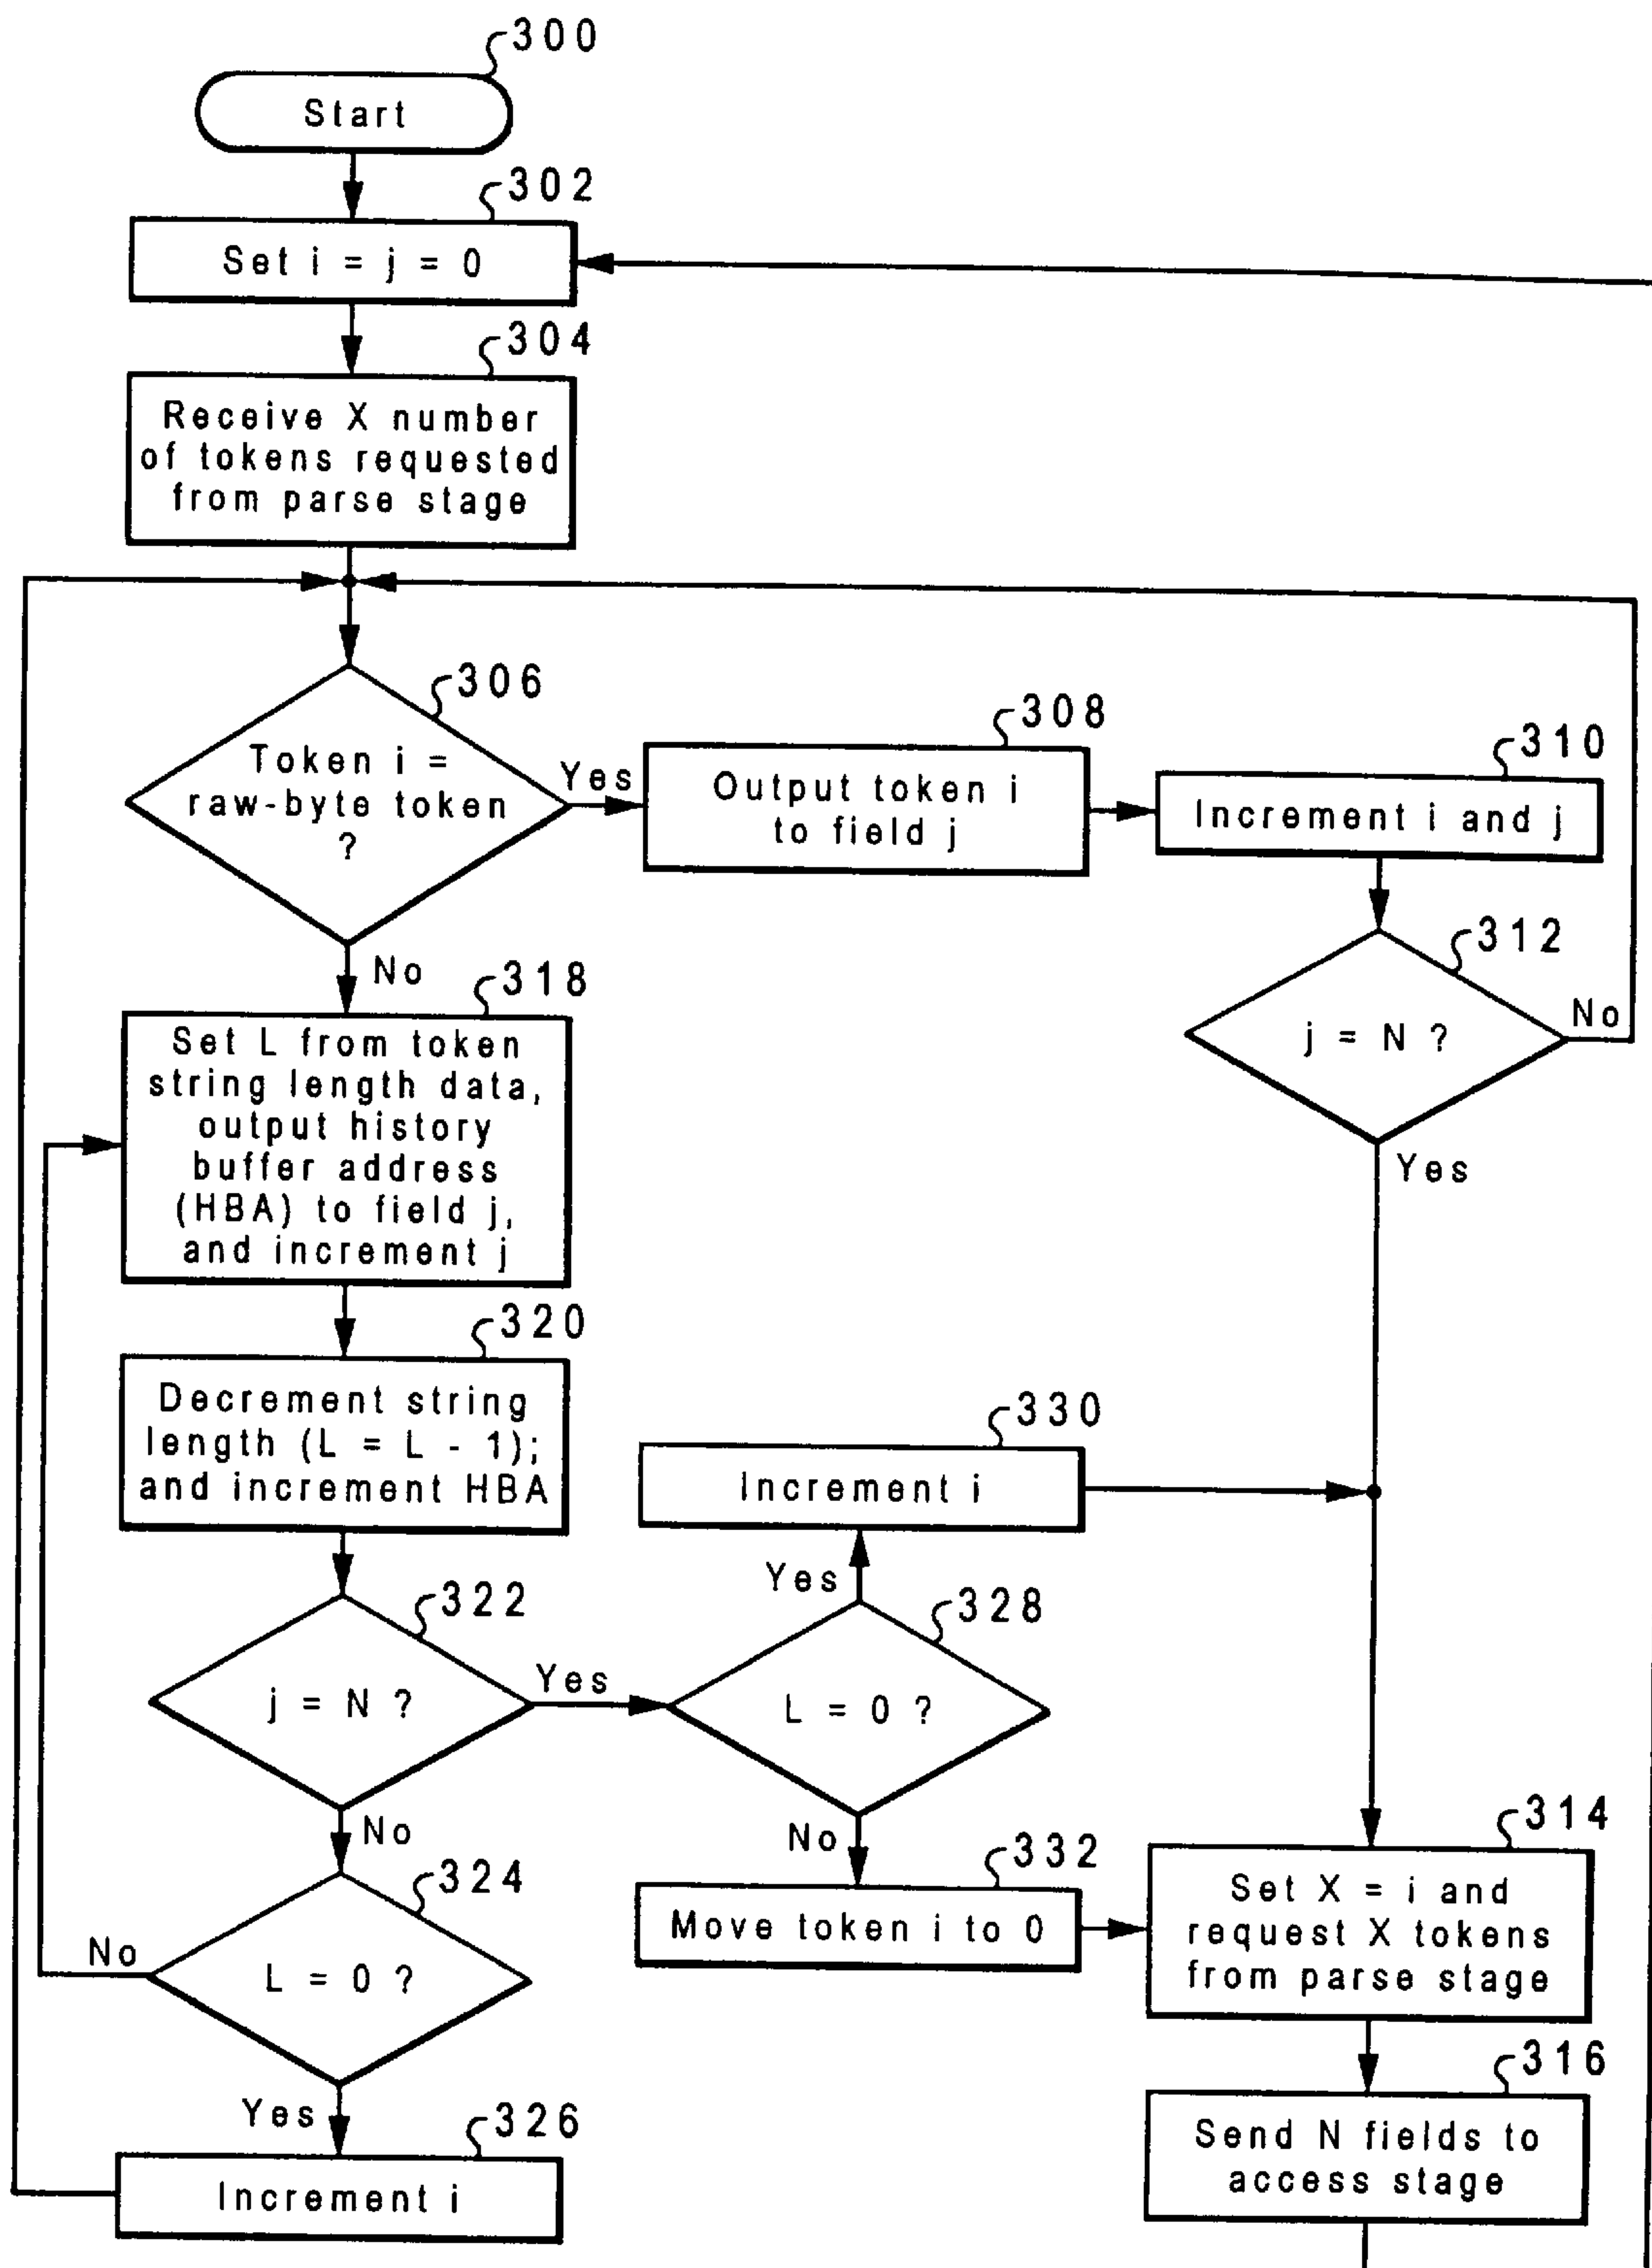 300
Start
302
Set i = j = 0
304
Receive X number
of tokens requested
from parse stage
306
Token i =
raw-byte token
?
Yes
No
308
Output token i
to field j
310
Increment i and j
312
j = N ?
No
Yes
318
Set L from token
string length data,
output history
buffer address
(HBA) to field j,
and increment j
320
Decrement string
length (L = L - 1);
and increment HBA
322
j = N ?
Yes
No
324
L = 0 ?
No
Yes
326
Increment i
328
L = 0 ?
Yes
No
330
Increment i
332
Move token i to 0
314
Set X = i and
request X tokens
from parse stage
316
Send N fields to
access stage